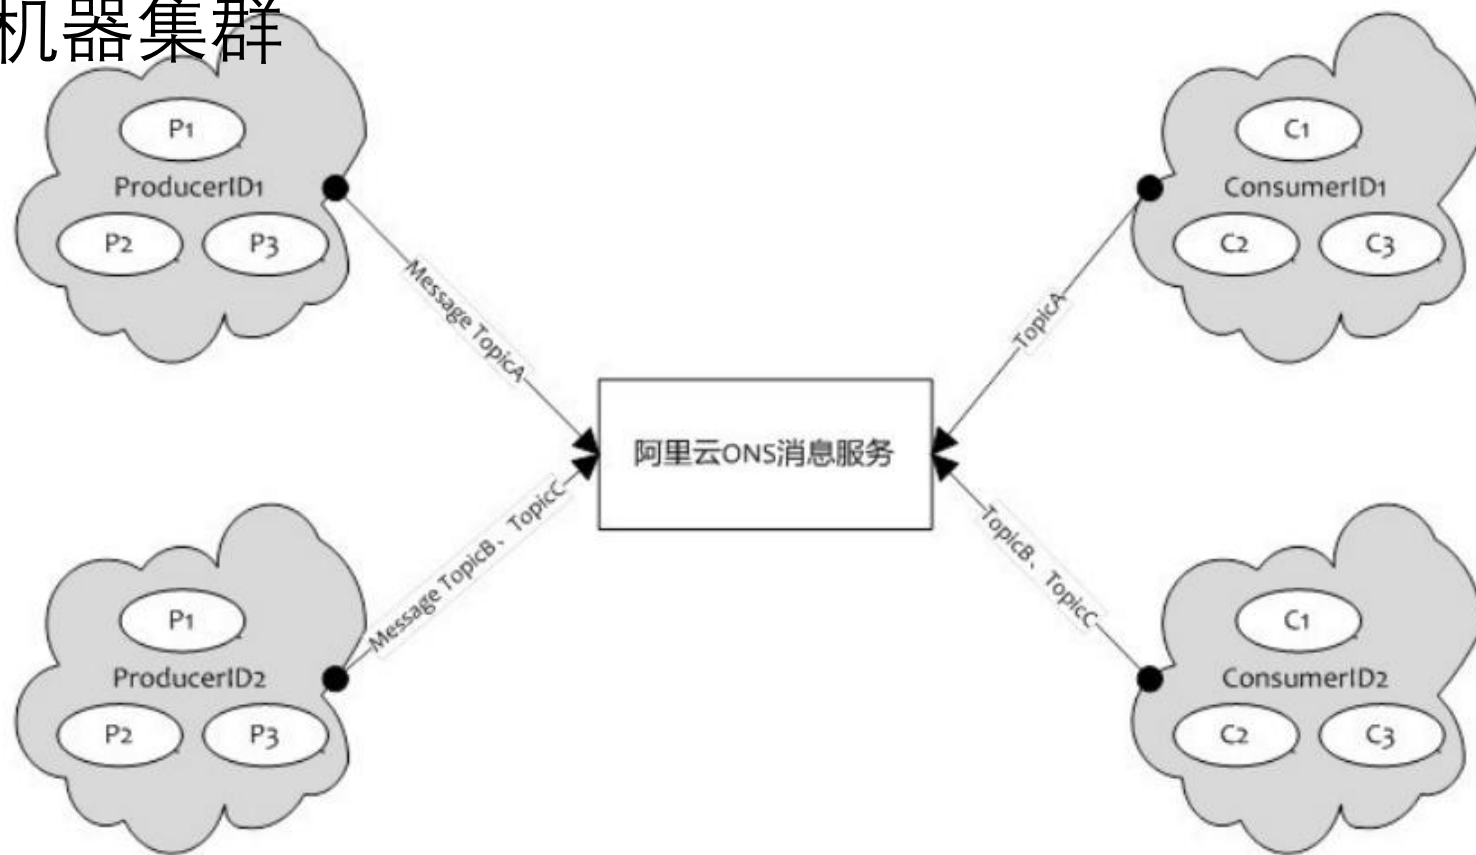 机器集群
P1
ProducerID1
P2
P3
C1
ConsumerID1
C2
C3
Message TopicA
TopicA
阿里云ONS消息服务
Message TopicB、TopicC
TopicB、TopicC
P1
ProducerID2
P2
P3
C1
ConsumerID2
C2
C3